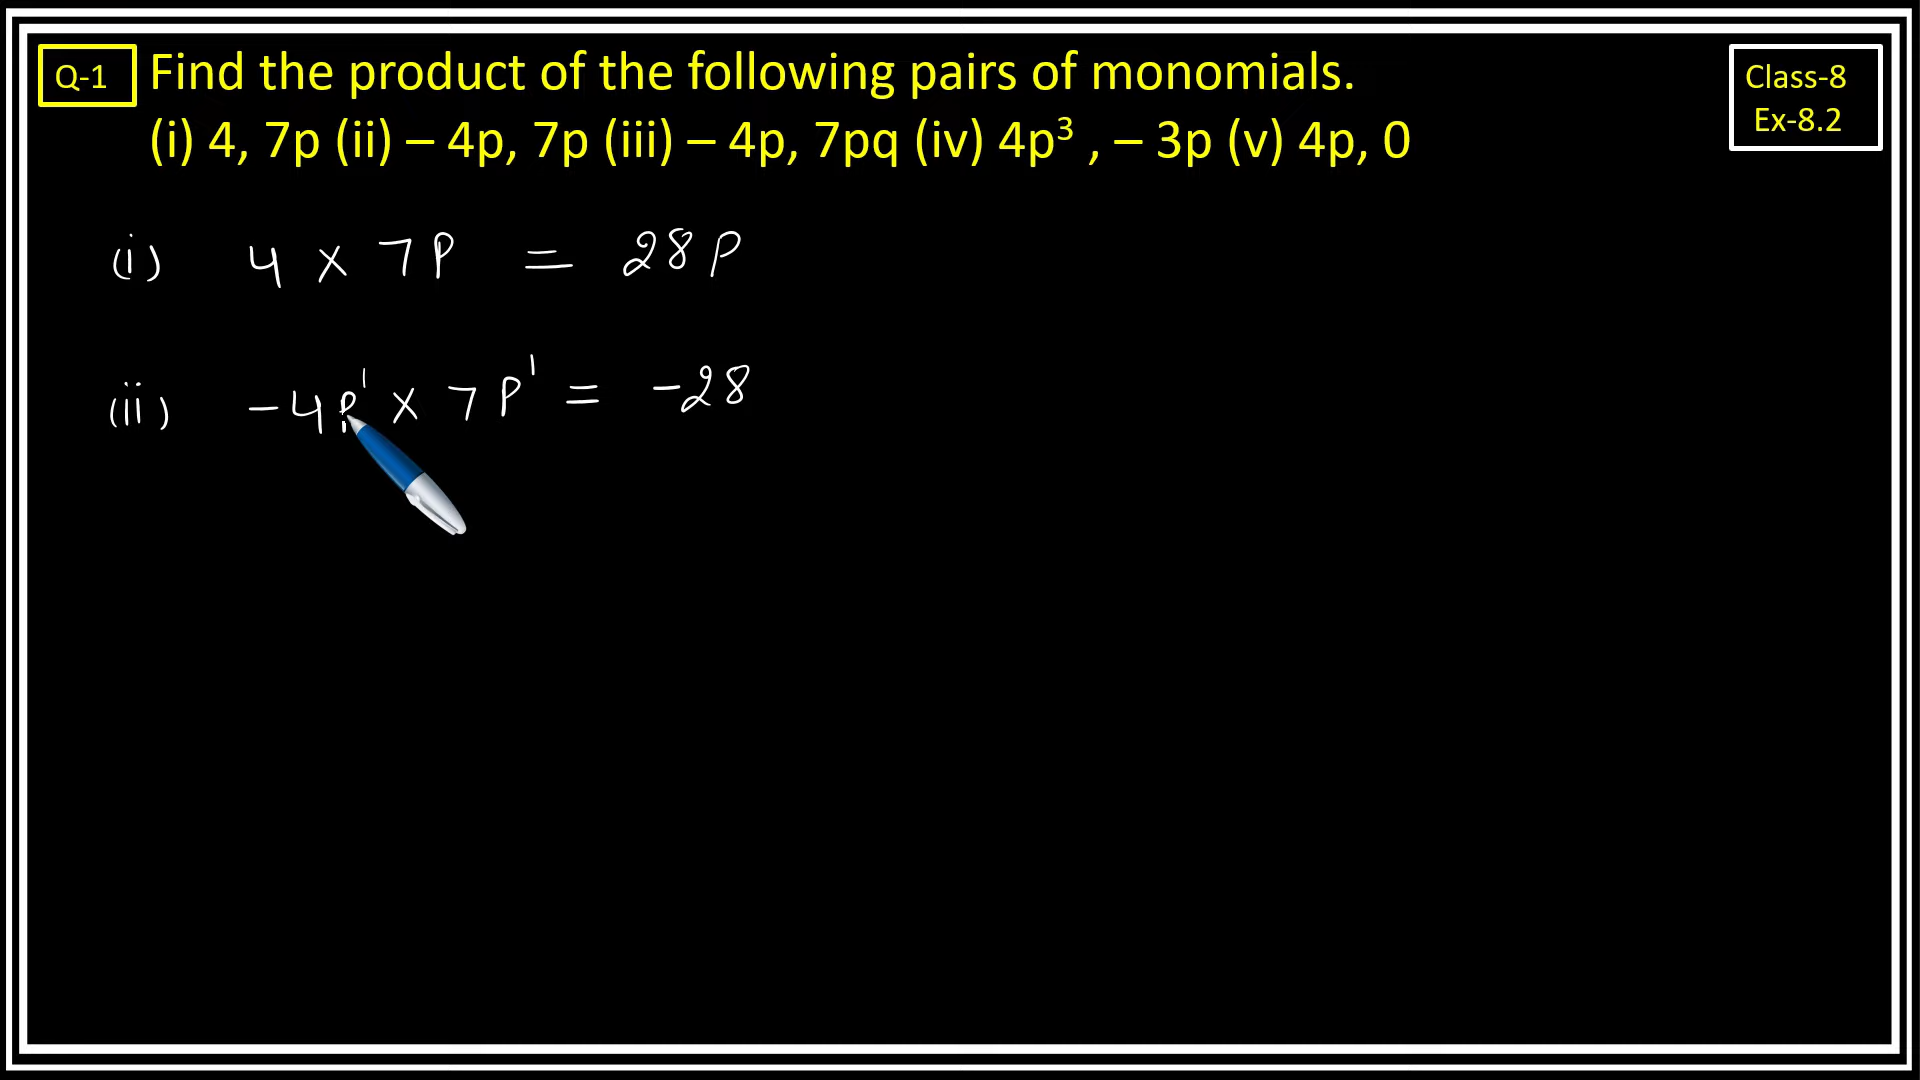 Q-1 Find the product of the following pairs of monomials.
(i) 4, 7p (ii) – 4p, 7p (iii) – 4p, 7pq (iv) 4p³ , – 3p (v) 4p, 0
Class-8
Ex-8.2
(i) 4 × 7P = 28P
(ii) -4P¹ × 7P¹ = -28